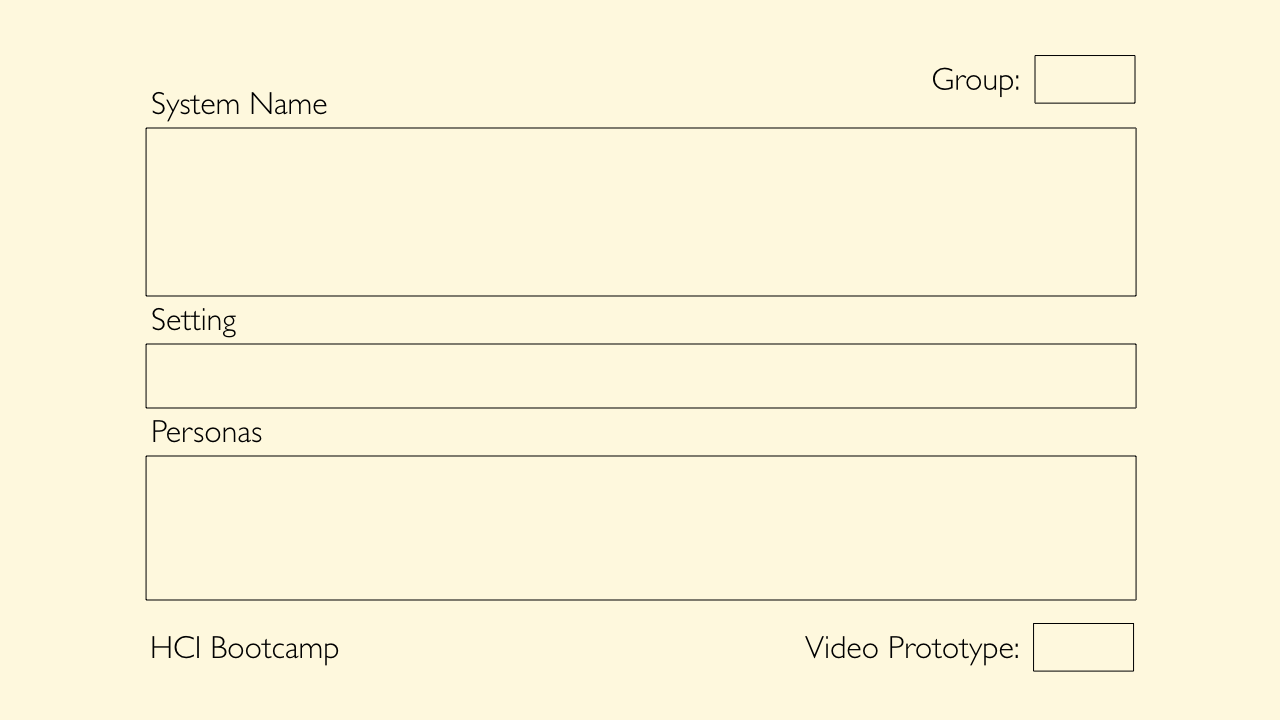 Group:
System Name
Setting
Personas
HCI Bootcamp
Video Prototype: